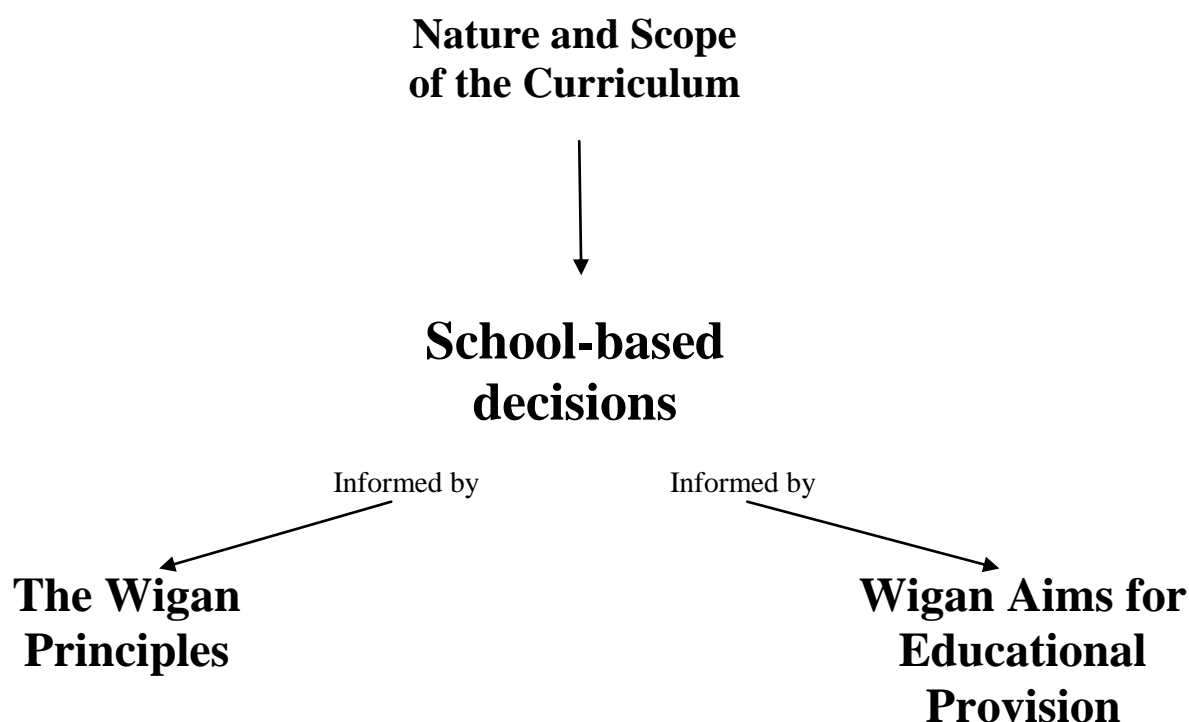 Nature and Scope
of the Curriculum
School-based
decisions
Informed by
Informed by
The Wigan
Principles
Wigan Aims for
Educational
Provision